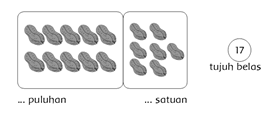 17
tujuh belas
... puluhan ... satuan